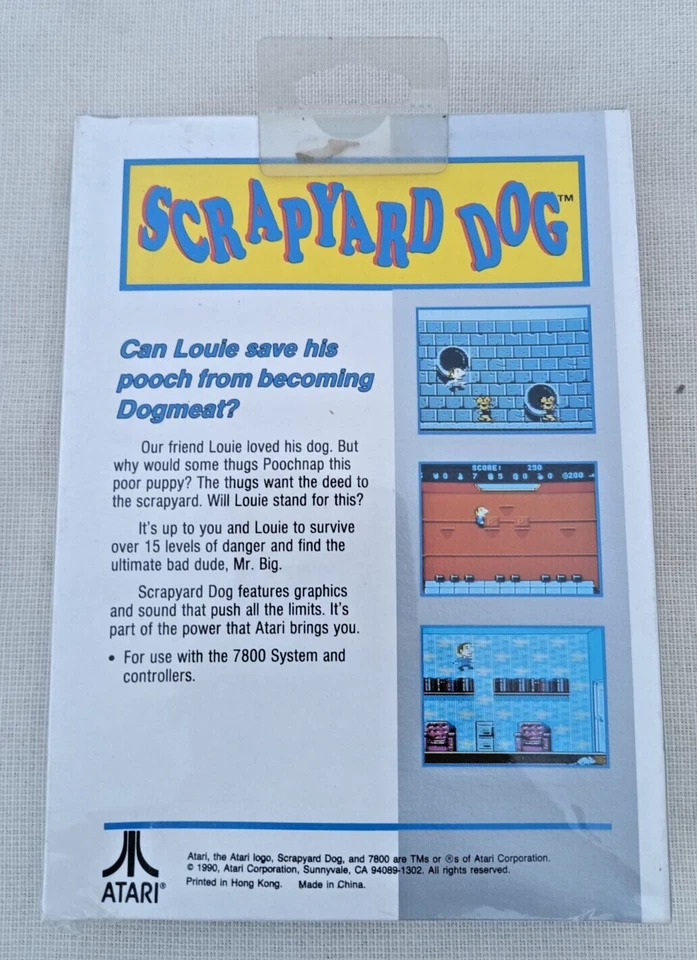 SCRAPYARD DOG™
Can Louie save his
pooch from becoming
Dogmeat?
Our friend Louie loved his dog. But
why would some thugs Poochnap this
poor puppy? The thugs want the deed to
the scrapyard. Will Louie stand for this?
It's up to you and Louie to survive
over 15 levels of danger and find the
ultimate bad dude, Mr. Big.
Scrapyard Dog features graphics
and sound that push all the limits. It's
part of the power that Atari brings you.
• For use with the 7800 System and
controllers.
SCORE: 250
0 7 5 0 0 200
ATARI®
Atari, the Atari logo, Scrapyard Dog, and 7800 are TMs or ®s of Atari Corporation.
© 1990, Atari Corporation, Sunnyvale, CA 94089-1302. All rights reserved.
Printed in Hong Kong. Made in China.